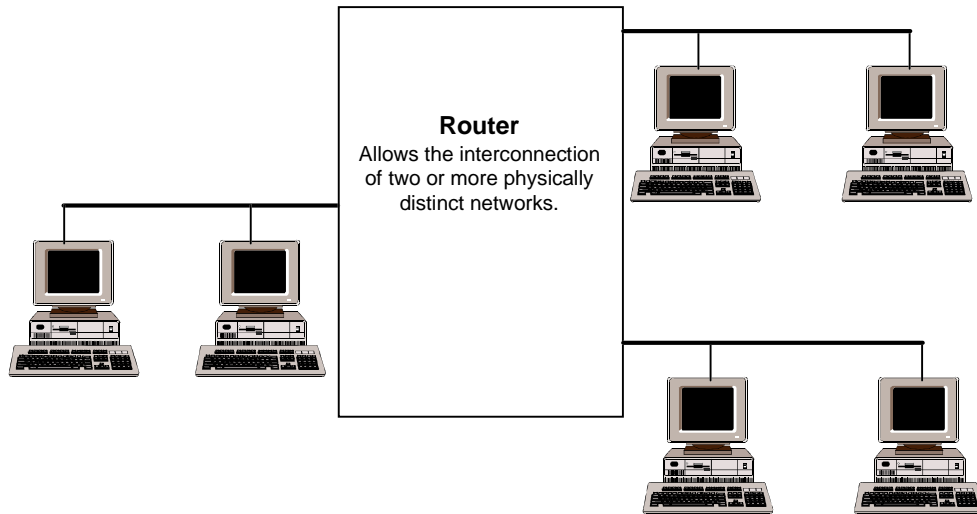 Router
Allows the interconnection
of two or more physically
distinct networks.